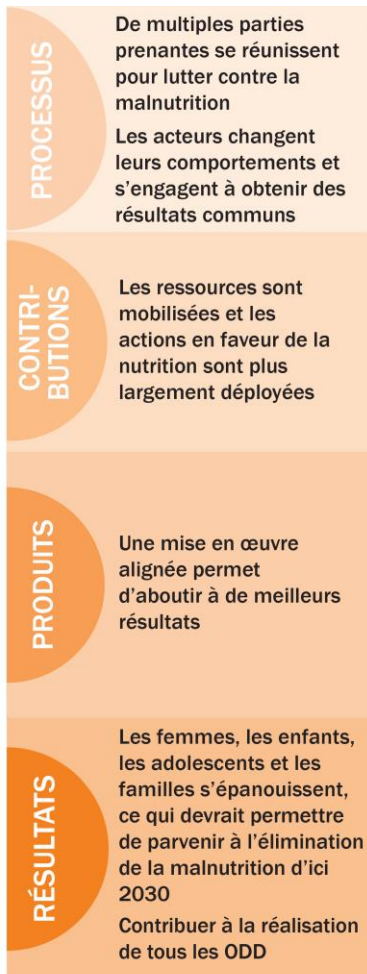 PROCESSUS
De multiples parties
prenantes se réunissent
pour lutter contre la
malnutrition
Les acteurs changent
leurs comportements et
s’engagent à obtenir des
résultats communs
CONTRI-
BUTIONS
Les ressources sont
mobilisées et les
actions en faveur de la
nutrition sont plus
largement déployées
PRODUITS
Une mise en œuvre
alignée permet
d’aboutir à de meilleurs
résultats
RÉSULTATS
Les femmes, les enfants,
les adolescents et les
familles s’épanouissent,
ce qui devrait permettre
de parvenir à l’élimination
de la malnutrition d’ici
2030
Contribuer à la réalisation
de tous les ODD